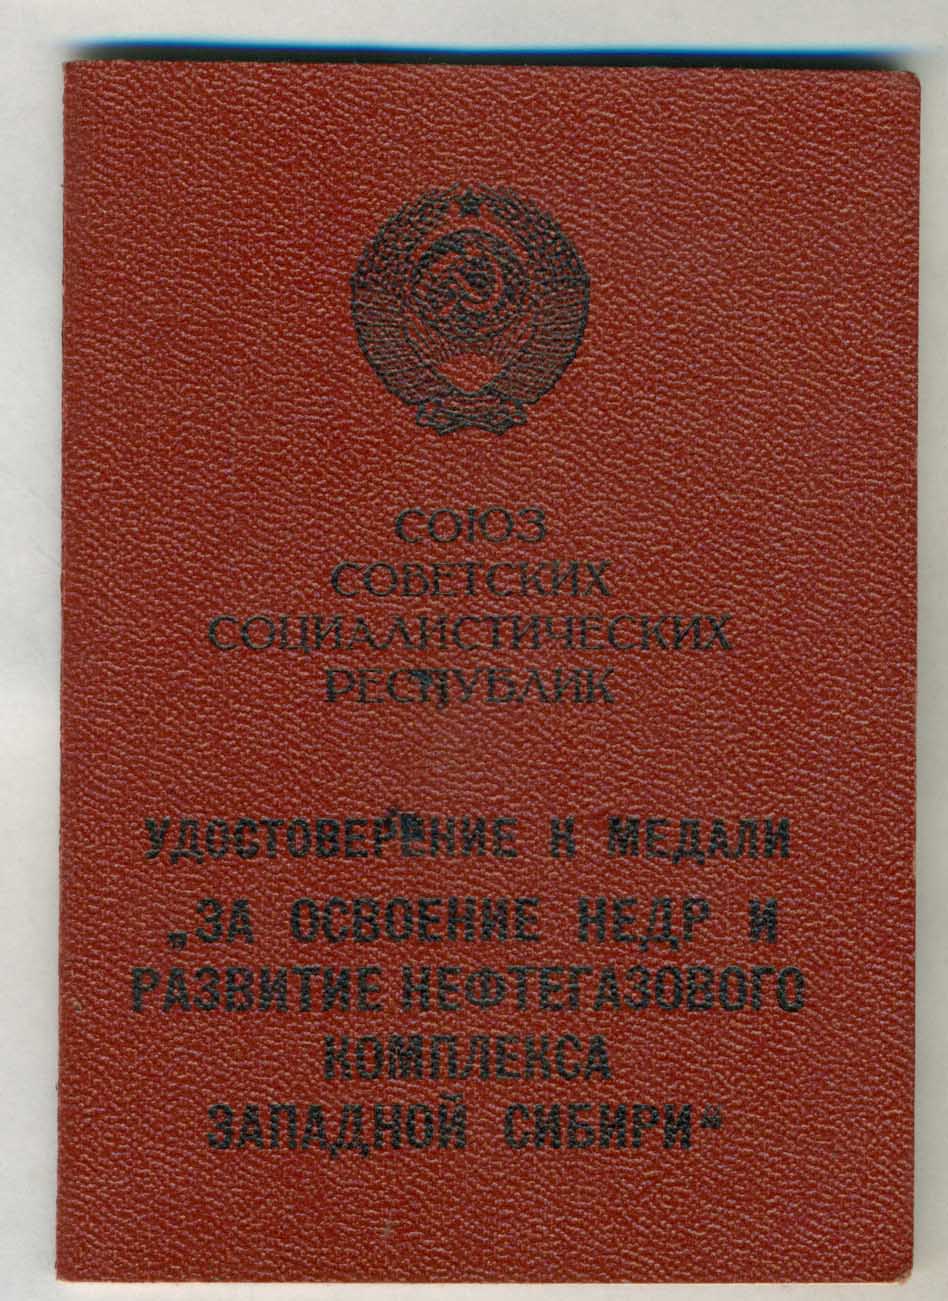 СОЮЗ
СОВЕТСКИХ
СОЦИАЛИСТИЧЕСКИХ
РЕСПУБЛИК
УДОСТОВЕРЕНИЕ К МЕДАЛИ
„ЗА ОСВОЕНИЕ НЕДР И
РАЗВИТИЕ НЕФТЕГАЗОВОГО
КОМПЛЕКСА
ЗАПАДНОЙ СИБИРИ“